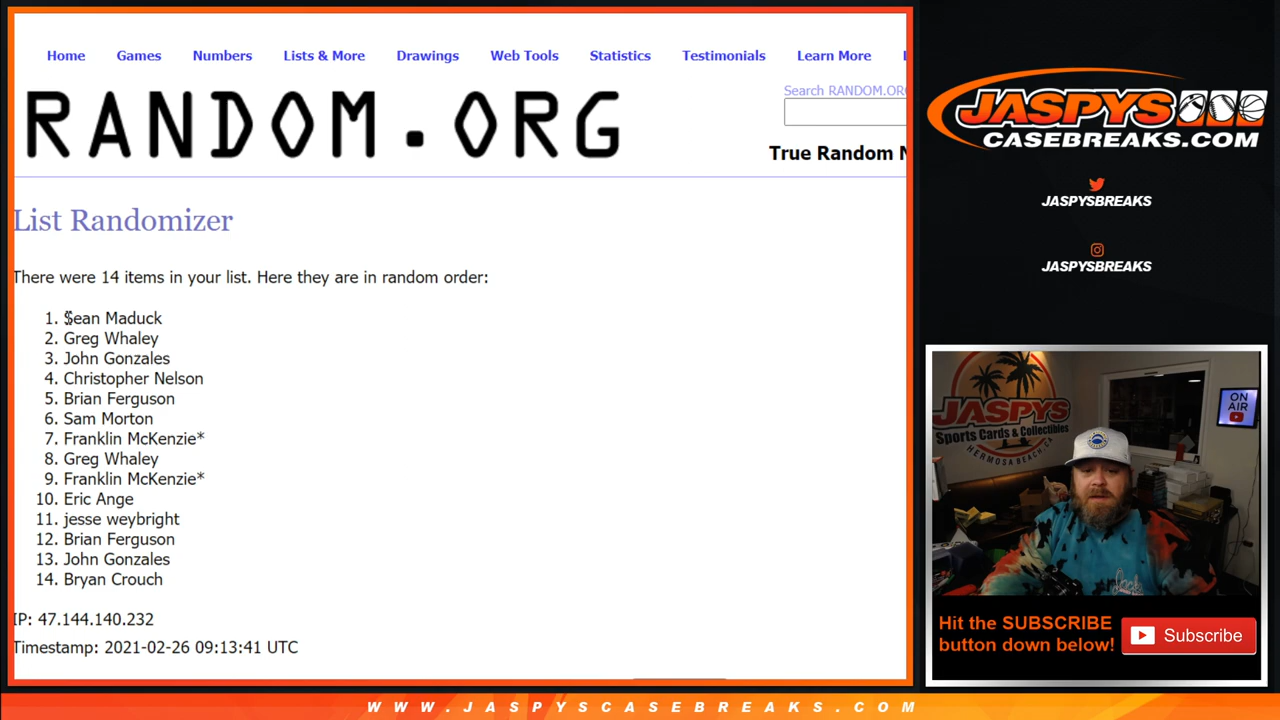 Home Games Numbers Lists & More Drawings Web Tools Statistics Testimonials Learn More
Search RANDOM.ORG
RANDOM.ORG
True Random N
List Randomizer
There were 14 items in your list. Here they are in random order:
1. Sean Maduck
2. Greg Whaley
3. John Gonzales
4. Christopher Nelson
5. Brian Ferguson
6. Sam Morton
7. Franklin McKenzie*
8. Greg Whaley
9. Franklin McKenzie*
10. Eric Ange
11. jesse weybright
12. Brian Ferguson
13. John Gonzales
14. Bryan Crouch
IP: 47.144.140.232
Timestamp: 2021-02-26 09:13:41 UTC
JASPYS
CASEBREAKS.COM
JASPYSBREAKS
JASPYSBREAKS
JASPYS
Sports Cards & Collectibles
HERMOSA BEACH, CA
ON
AIR
Hit the SUBSCRIBE
button down below!
Subscribe
WWW.JASPYSCASEBREAKS.COM